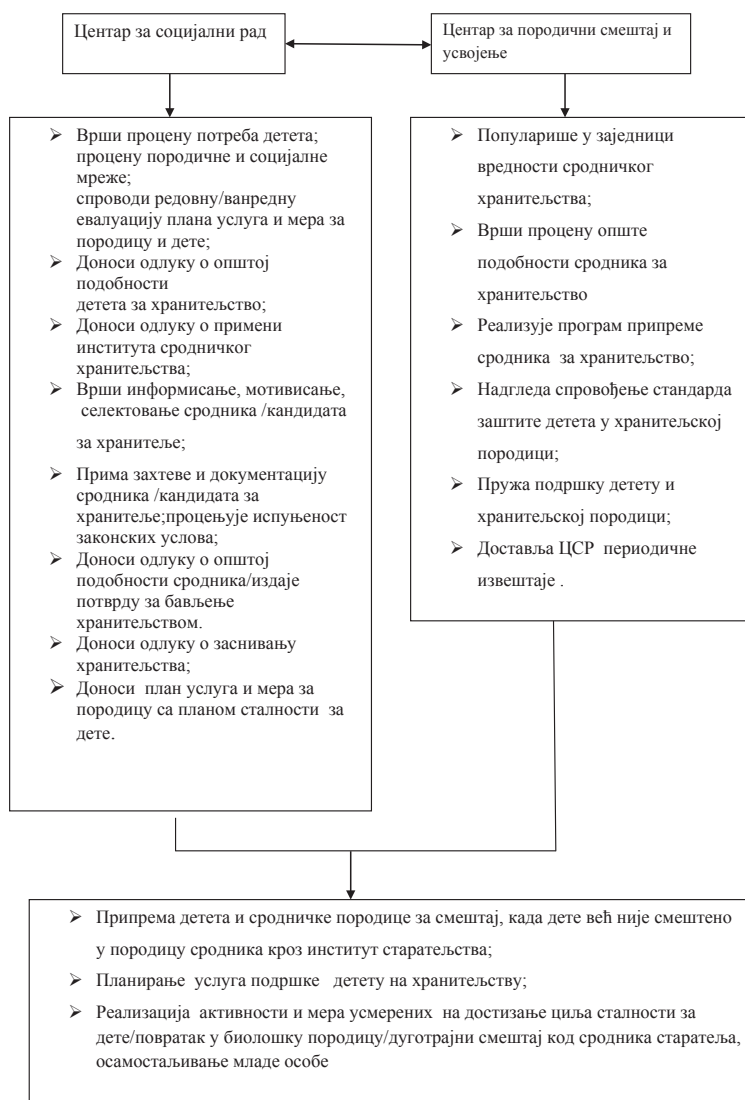 Центар за социјални рад
Центар за породични смештај и
усвојење
➢ Врши процену потреба детета;
процену породичне и социјалне
мреже;
спроводи редовну/ванредну
евалуацију плана услуга и мера за
породицу и дете;
➢ Доноси одлуку о општој
подобности
детета за хранитељство;
➢ Доноси одлуку о примени
института сродничког
хранитељства;
➢ Врши информисање, мотивисање,
селектовање сродника /кандидата
за хранитеље;
➢ Прима захтеве и документацију
сродника /кандидата за
хранитеље;процењује испуњеност
законских услова;
➢ Доноси одлуку о општој
подобности сродника/издаје
потврду за бављење
хранитељством.
➢ Доноси одлуку о заснивању
хранитељства;
➢ Доноси план услуга и мера за
породицу са планом сталности за
дете.
➢ Популарише у заједници
вредности сродничког
хранитељства;
➢ Врши процену опште
подобности сродника за
хранитељство
➢ Реализује програм припреме
сродника за хранитељство;
➢ Надгледа спровођење стандарда
заштите детета у хранитељској
породици;
➢ Пружа подршку детету и
хранитељској породици;
➢ Доставља ЦСР периодичне
извештаје .
➢ Припрема детета и сродничке породице за смештај, када дете већ није смештено
у породицу сродника кроз институт старатељства;
➢ Планирање услуга подршке детету на хранитељству;
➢ Реализација активности и мера усмерених на достизање циља сталности за
дете/повратак у биолошку породицу/дуготрајни смештај код сродника старатеља,
осамостаљивање младе особе